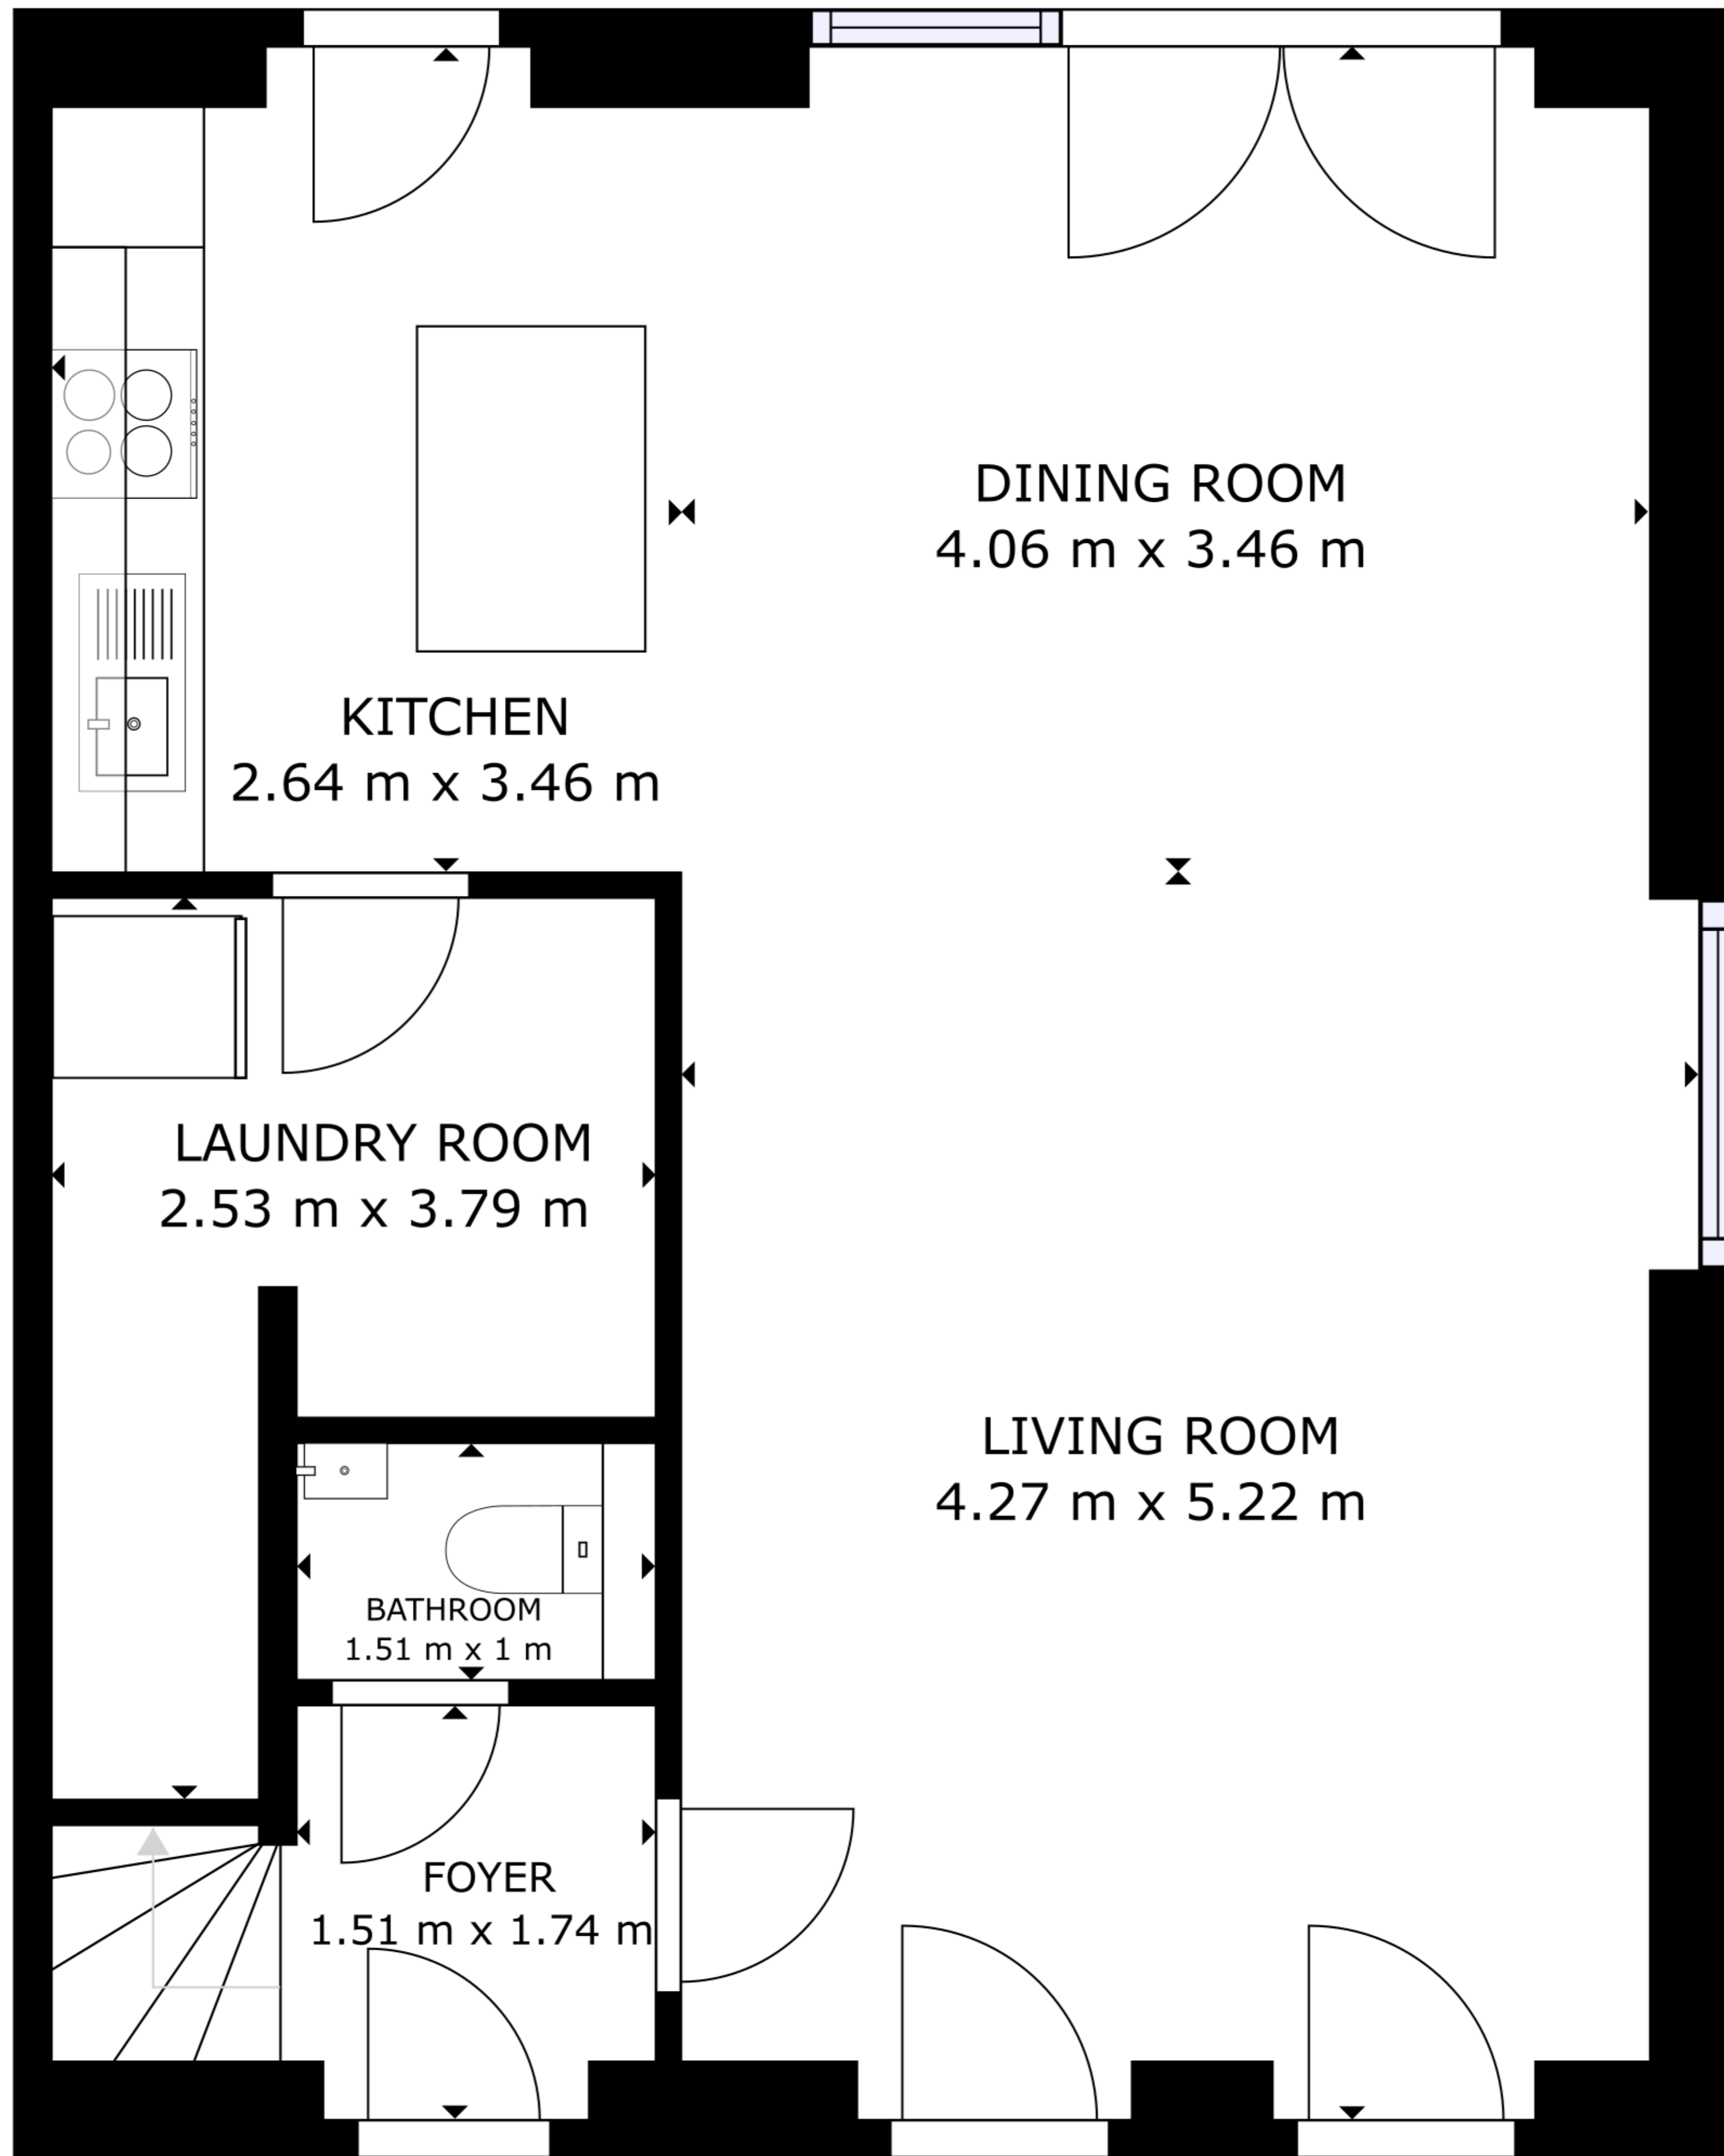 DINING ROOM
4.06 m x 3.46 m
KITCHEN
2.64 m x 3.46 m
LAUNDRY ROOM
2.53 m x 3.79 m
LIVING ROOM
4.27 m x 5.22 m
BATHROOM
1.51 m x 1 m
FOYER
1.51 m x 1.74 m